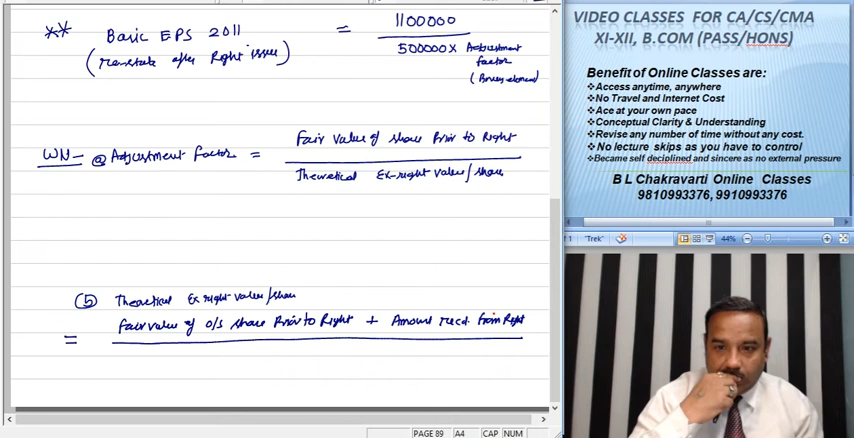 ** Basic EPS 2011 = 1100000
(restate after Right issue) 500000 x Adjustment
factor
(Bonus element)
WN- @ Adjustment Factor = Fair Value of share Prior to Right
Theoretical Ex-right value/share
(b) Theoretical Ex right value/share
= fair value of o/s share Prior to Right + Amount recd. from Right
VIDEO CLASSES FOR CA/CS/CMA
XI-XII, B.COM (PASS/HONS)
Benefit of Online Classes are:
❖Access anytime, anywhere
❖No Travel and Internet Cost
❖Ace at your own pace
❖Conceptual Clarity & Understanding
❖Revise any number of time without any cost.
❖No lecture skips as you have to control
❖Became self deciplined and sincere as no external pressure
B L Chakravarti Online Classes
9810993376, 9910993376
f 1 "Trek" 44%
PAGE 89 A4 CAP NUM